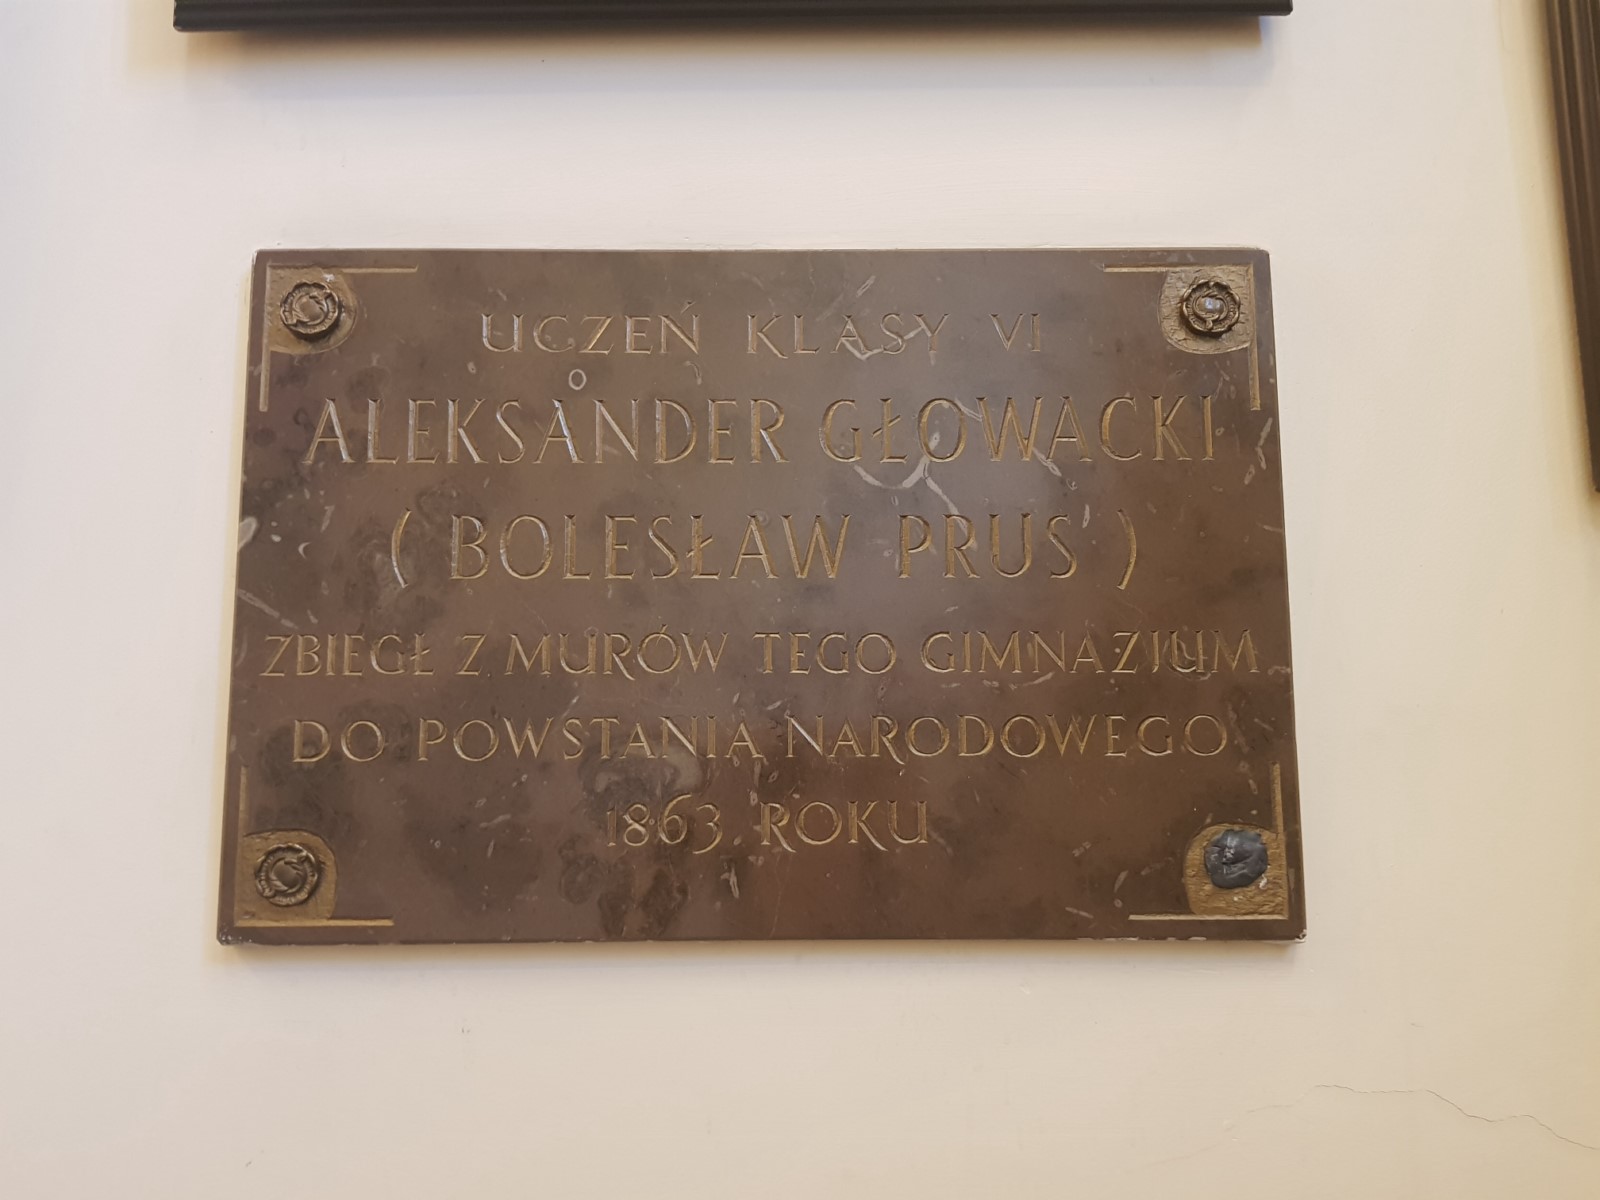 UCZEŃ KLASY VI
ALEKSANDER GŁOWACKI
( BOLESŁAW PRUS )
ZBIEGŁ Z MURÓW TEGO GIMNAZJUM
DO POWSTANIA NARODOWEGO
1863 ROKU